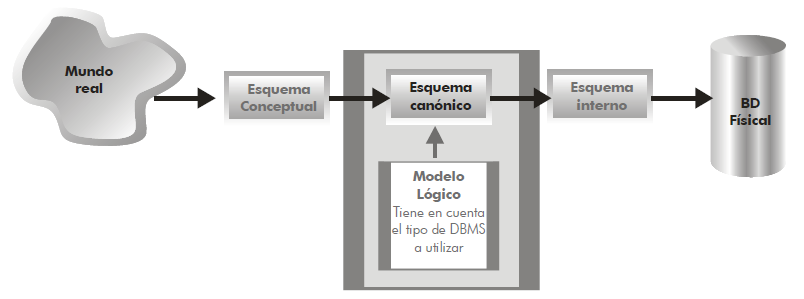 Mundo
real
Esquema
Conceptual
Esquema
canónico
Esquema
interno
BD
Físical
Modelo
Lógico
Tiene en cuenta
el tipo de DBMS
a utilizar